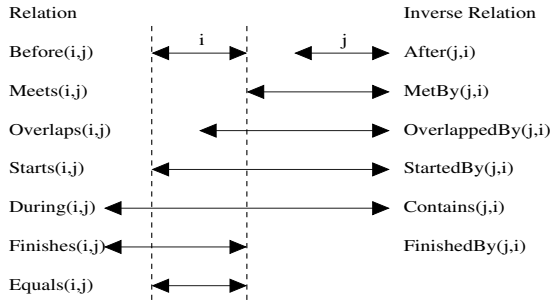 Relation Inverse Relation
Before(i,j) i j After(j,i)
Meets(i,j) MetBy(j,i)
Overlaps(i,j) OverlappedBy(j,i)
Starts(i,j) StartedBy(j,i)
During(i,j) Contains(j,i)
Finishes(i,j) FinishedBy(j,i)
Equals(i,j)